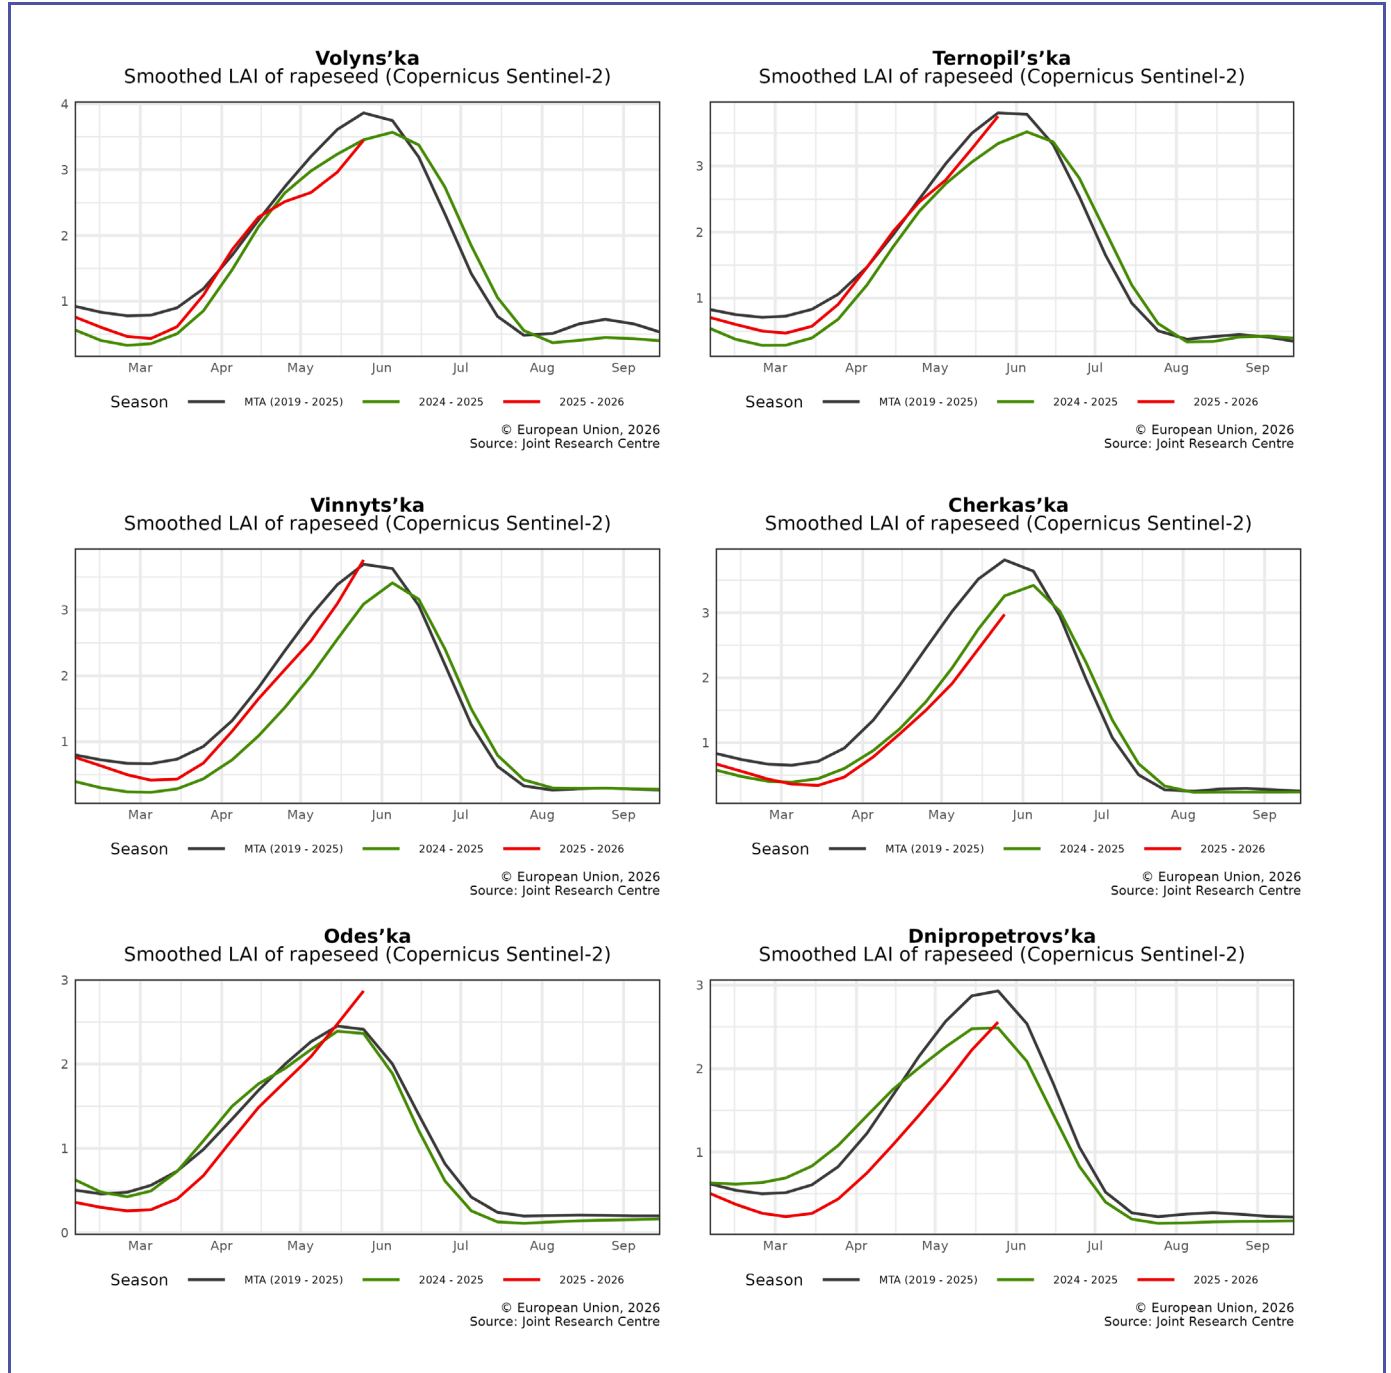 Volyns’ka
Smoothed LAI of rapeseed (Copernicus Sentinel-2)
4
3
2
1
Mar Apr May Jun Jul Aug Sep
Season MTA (2019 - 2025) 2024 - 2025 2025 - 2026
© European Union, 2026
Source: Joint Research Centre
Ternopil’s’ka
Smoothed LAI of rapeseed (Copernicus Sentinel-2)
3
2
1
Mar Apr May Jun Jul Aug Sep
Season MTA (2019 - 2025) 2024 - 2025 2025 - 2026
© European Union, 2026
Source: Joint Research Centre
Vinnyts’ka
Smoothed LAI of rapeseed (Copernicus Sentinel-2)
3
2
1
Mar Apr May Jun Jul Aug Sep
Season MTA (2019 - 2025) 2024 - 2025 2025 - 2026
© European Union, 2026
Source: Joint Research Centre
Cherkas’ka
Smoothed LAI of rapeseed (Copernicus Sentinel-2)
3
2
1
Mar Apr May Jun Jul Aug Sep
Season MTA (2019 - 2025) 2024 - 2025 2025 - 2026
© European Union, 2026
Source: Joint Research Centre
Odes’ka
Smoothed LAI of rapeseed (Copernicus Sentinel-2)
3
2
1
0
Mar Apr May Jun Jul Aug Sep
Season MTA (2019 - 2025) 2024 - 2025 2025 - 2026
© European Union, 2026
Source: Joint Research Centre
Dnipropetrovs’ka
Smoothed LAI of rapeseed (Copernicus Sentinel-2)
3
2
1
Mar Apr May Jun Jul Aug Sep
Season MTA (2019 - 2025) 2024 - 2025 2025 - 2026
© European Union, 2026
Source: Joint Research Centre